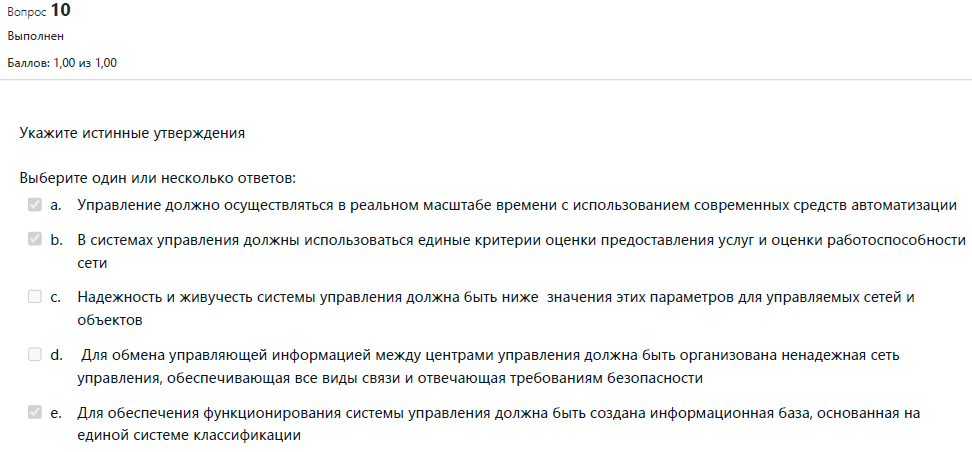 Вопрос 10
Выполнен
Баллов: 1,00 из 1,00
Укажите истинные утверждения
Выберите один или несколько ответов:
a. Управление должно осуществляться в реальном масштабе времени с использованием современных средств автоматизации
b. В системах управления должны использоваться единые критерии оценки предоставления услуг и оценки работоспособности
сети
c. Надежность и живучесть системы управления должна быть ниже значения этих параметров для управляемых сетей и
объектов
d. Для обмена управляющей информацией между центрами управления должна быть организована ненадежная сеть
управления, обеспечивающая все виды связи и отвечающая требованиям безопасности
e. Для обеспечения функционирования системы управления должна быть создана информационная база, основанная на
единой системе классификации